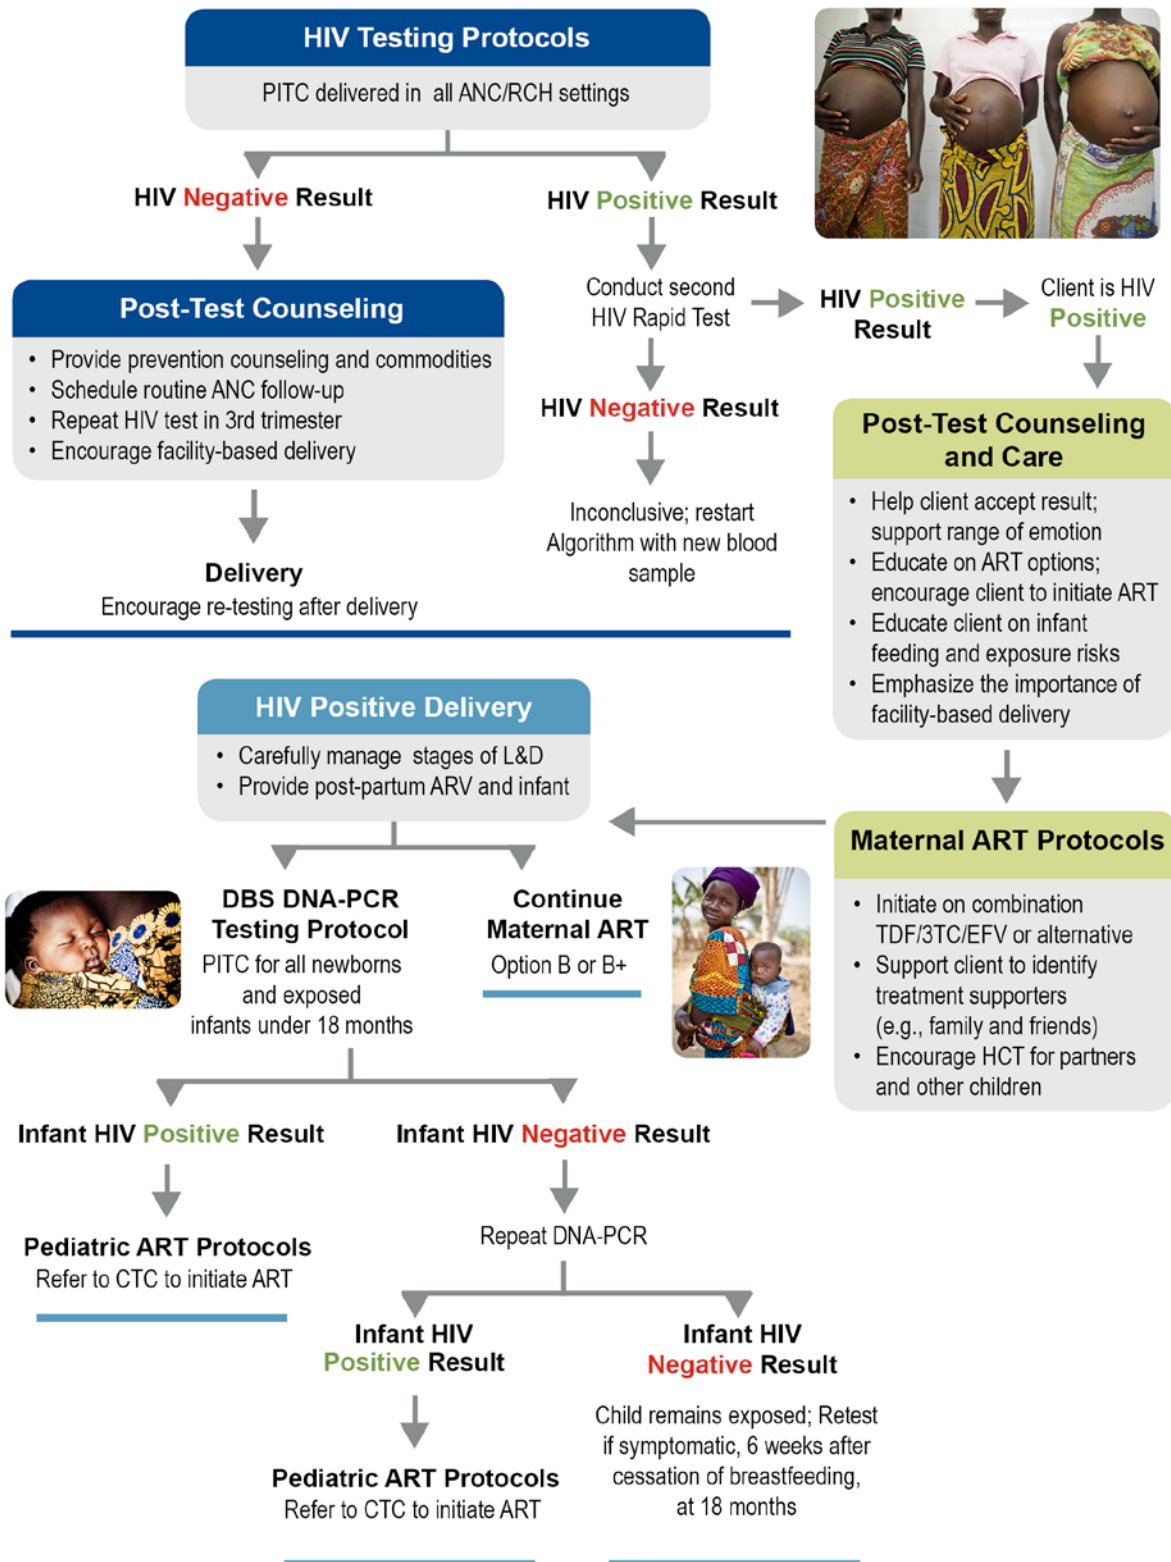 HIV Testing Protocols
PITC delivered in all ANC/RCH settings
HIV Negative Result
HIV Positive Result
Post-Test Counseling
• Provide prevention counseling and commodities
• Schedule routine ANC follow-up
• Repeat HIV test in 3rd trimester
• Encourage facility-based delivery
Delivery
Encourage re-testing after delivery
Conduct second
HIV Rapid Test
HIV Positive
Result
Client is HIV
Positive
HIV Negative Result
Inconclusive; restart
Algorithm with new blood
sample
Post-Test Counseling
and Care
• Help client accept result;
support range of emotion
• Educate on ART options;
encourage client to initiate ART
• Educate client on infant
feeding and exposure risks
• Emphasize the importance of
facility-based delivery
Maternal ART Protocols
• Initiate on combination
TDF/3TC/EFV or alternative
• Support client to identify
treatment supporters
(e.g., family and friends)
• Encourage HCT for partners
and other children
HIV Positive Delivery
• Carefully manage stages of L&D
• Provide post-partum ARV and infant
DBS DNA-PCR
Testing Protocol
PITC for all newborns
and exposed
infants under 18 months
Continue
Maternal ART
Option B or B+
Infant HIV Positive Result
Infant HIV Negative Result
Pediatric ART Protocols
Refer to CTC to initiate ART
Repeat DNA-PCR
Infant HIV
Positive Result
Infant HIV
Negative Result
Pediatric ART Protocols
Refer to CTC to initiate ART
Child remains exposed; Retest
if symptomatic, 6 weeks after
cessation of breastfeeding,
at 18 months